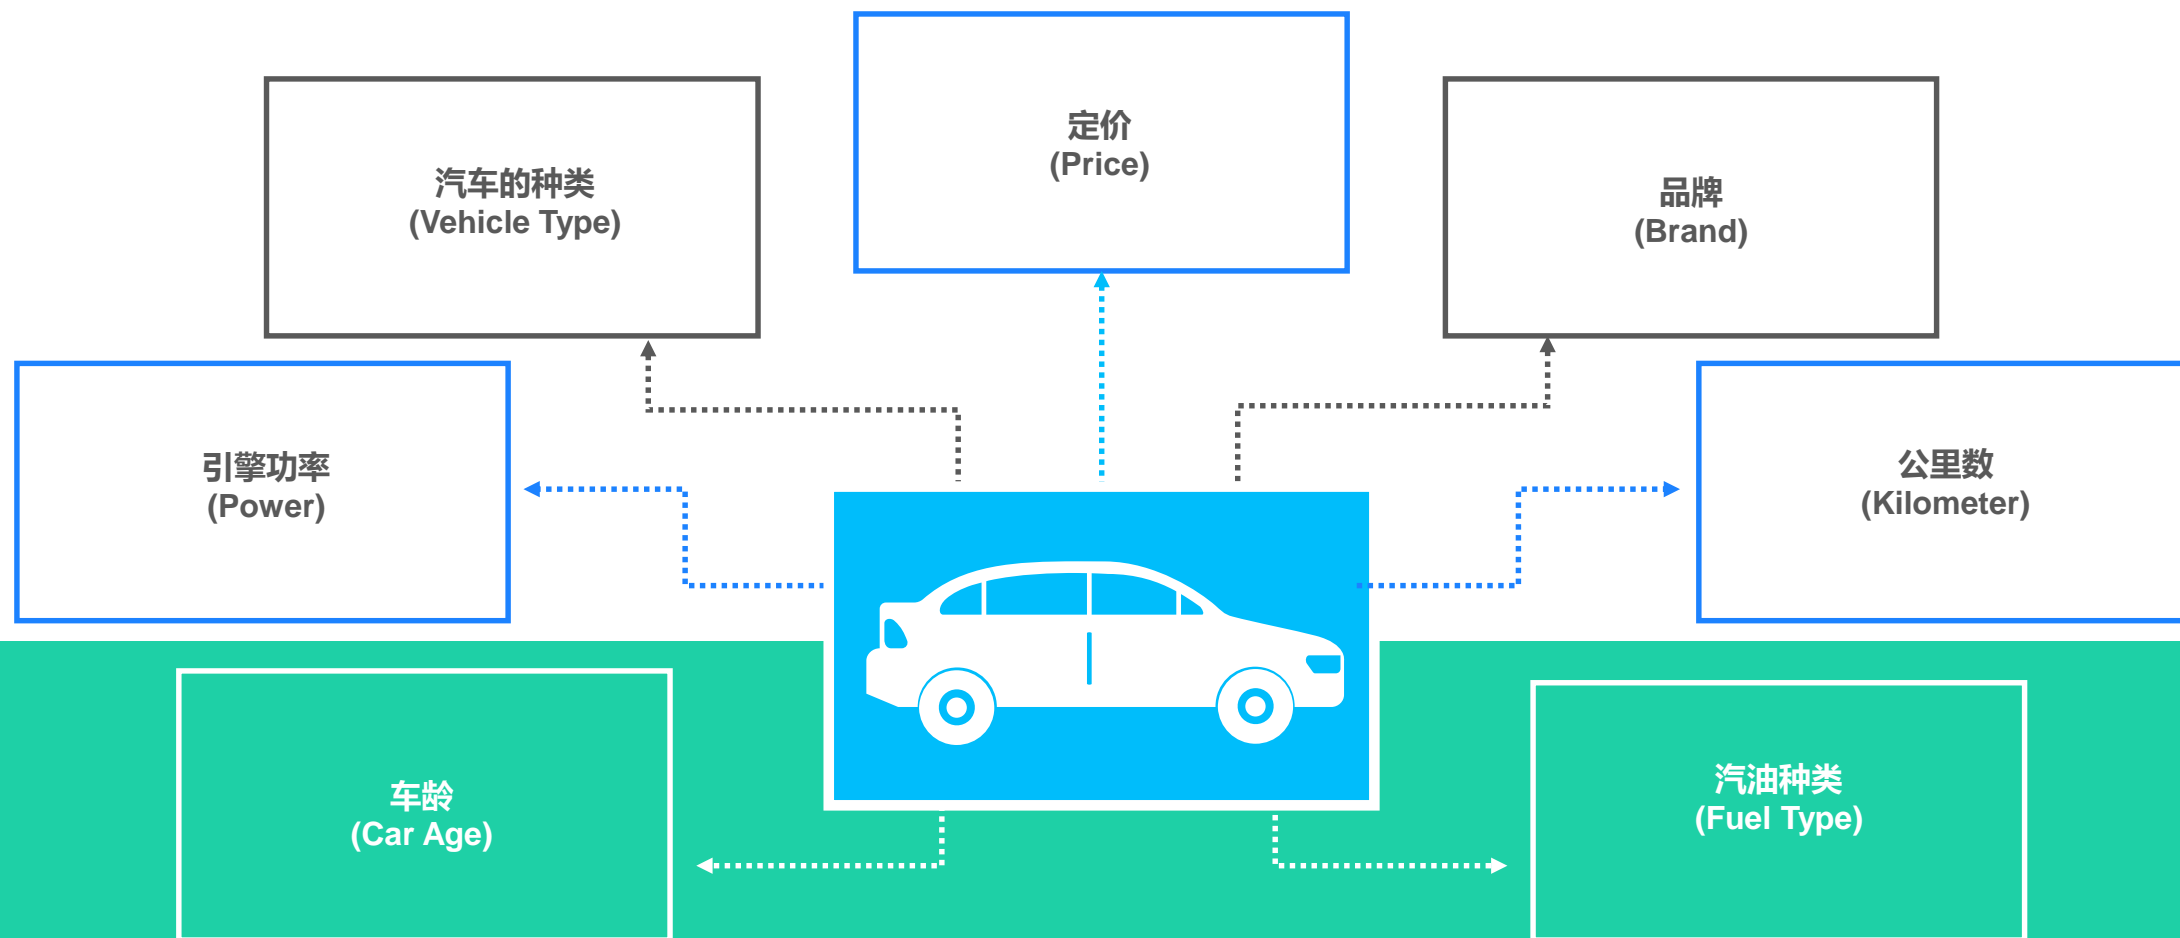 定价
(Price)
汽车的种类
(Vehicle Type)
品牌
(Brand)
引擎功率
(Power)
公里数
(Kilometer)
车龄
(Car Age)
汽油种类
(Fuel Type)